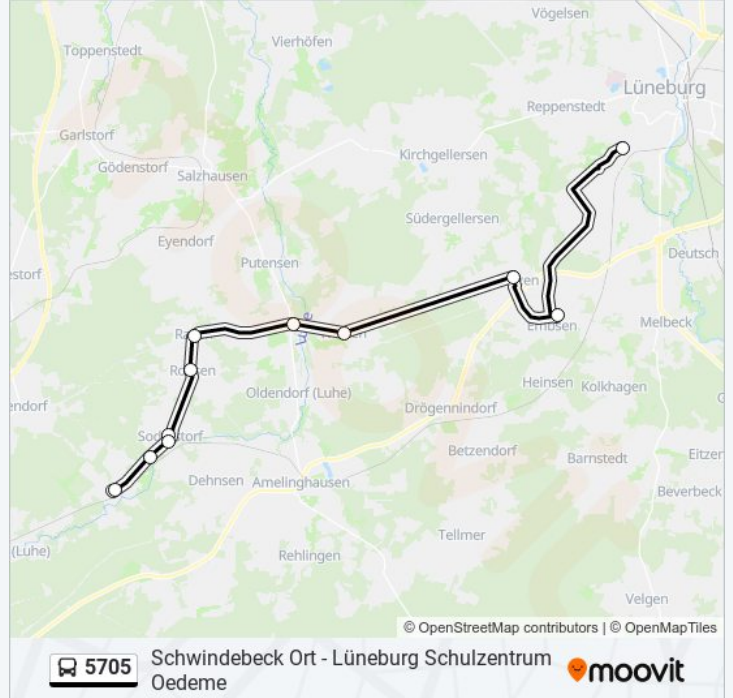 Vögelsen
Vierhöfen
Toppenstedt
Lüneburg
Reppenstedt
Garlstorf
Kirchgellersen
Gödenstorf
Salzhausen
Südergellersen
Eyendorf
Deutsch
estorf
Putensen
Melbeck
Embsen
Heinsen
Kolkhagen
Oldendorf (Luhe)
endorf
Drögennindorf
Betzendorf
Barnstedt
Eitzer
Dehnsen
Amelinghausen
Beverbeck
Tellmer
(Luhe)
Rehlingen
Velgen
© OpenStreetMap contributors | © OpenMapTiles
5705
Schwindebeck Ort - Lüneburg Schulzentrum
Oedeme
moovit